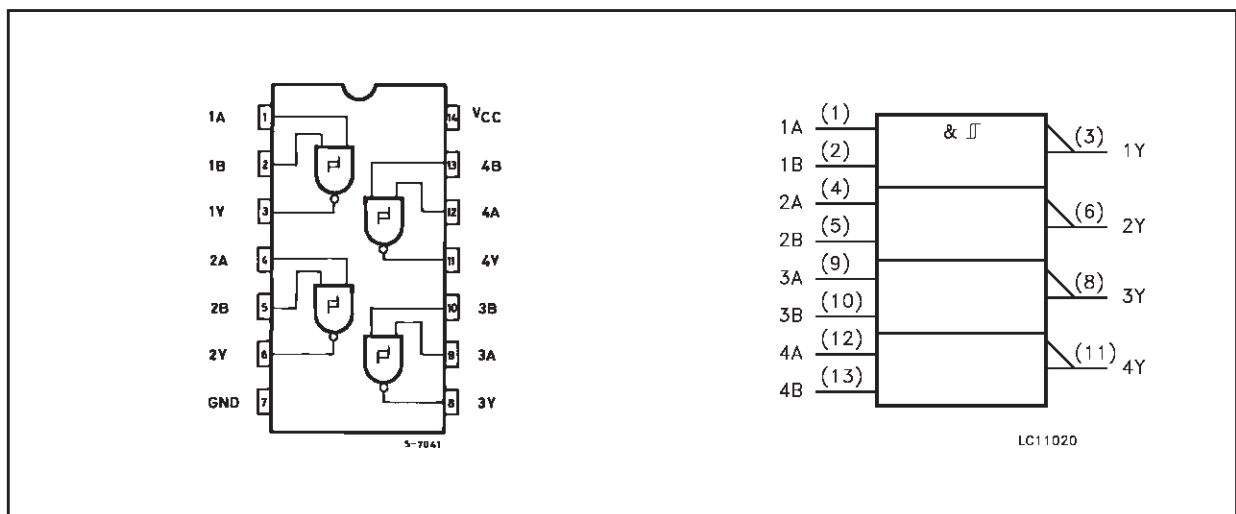 1A 1 14 VCC
1B 2 13 4B
1Y 3 12 4A
2A 4 11 4Y
2B 5 10 3B
2Y 6 9 3A
GND 7 8 3Y
S-7041
& 
1A (1)
1B (2)
2A (4)
2B (5)
3A (9)
3B (10)
4A (12)
4B (13)
(3) 1Y
(6) 2Y
(8) 3Y
(11) 4Y
LC11020